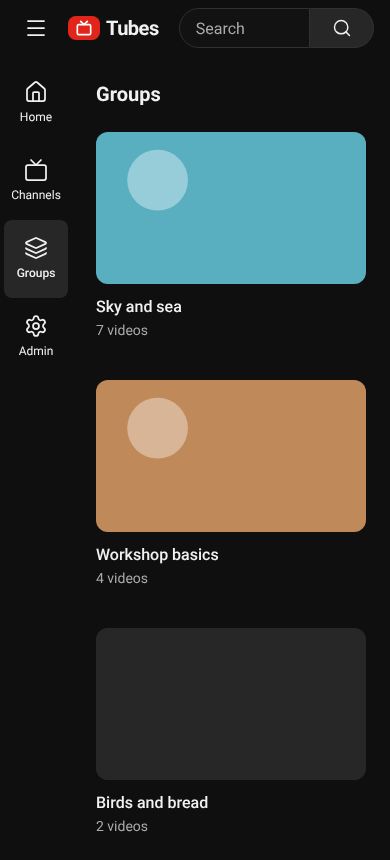 Tubes
Search
Home
Channels
Groups
Admin
Groups
Sky and sea
7 videos
Workshop basics
4 videos
Birds and bread
2 videos